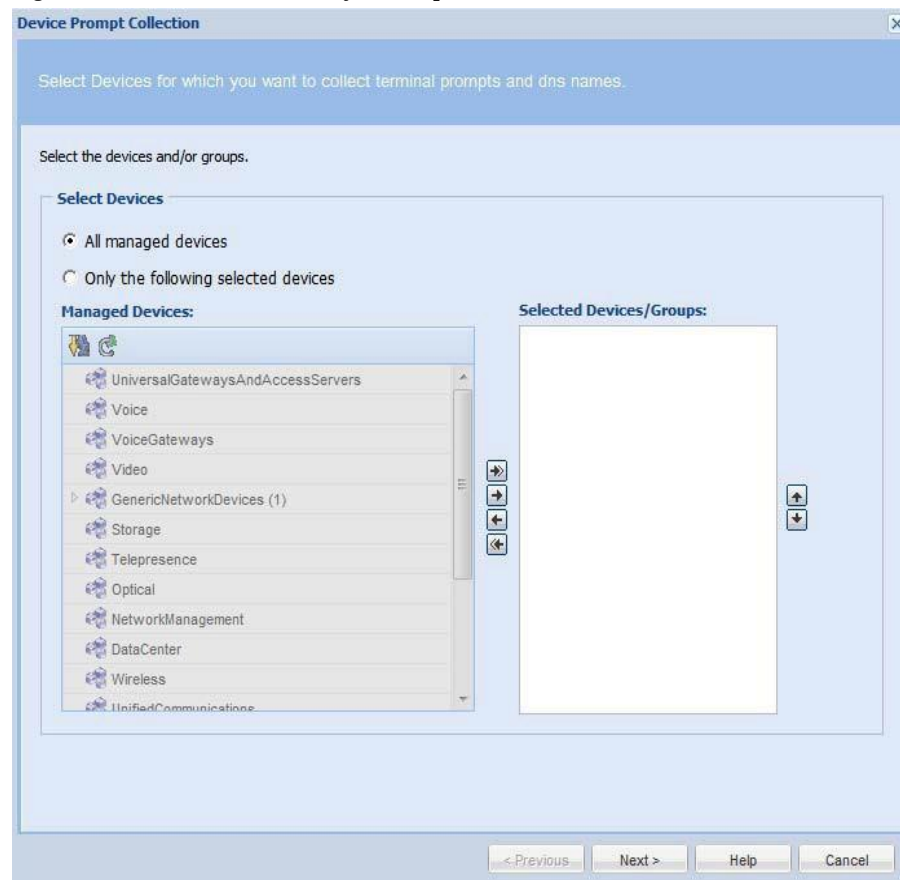 Device Prompt Collection
Select Devices for which you want to collect terminal prompts and dns names.
Select the devices and/or groups.
Select Devices
All managed devices
Only the following selected devices
Managed Devices:
Selected Devices/Groups:
UniversalGatewaysAndAccessServers
Voice
VoiceGateways
Video
GenericNetworkDevices (1)
Storage
Telepresence
Optical
NetworkManagement
DataCenter
Wireless
UnifiedCommunications
< Previous
Next >
Help
Cancel